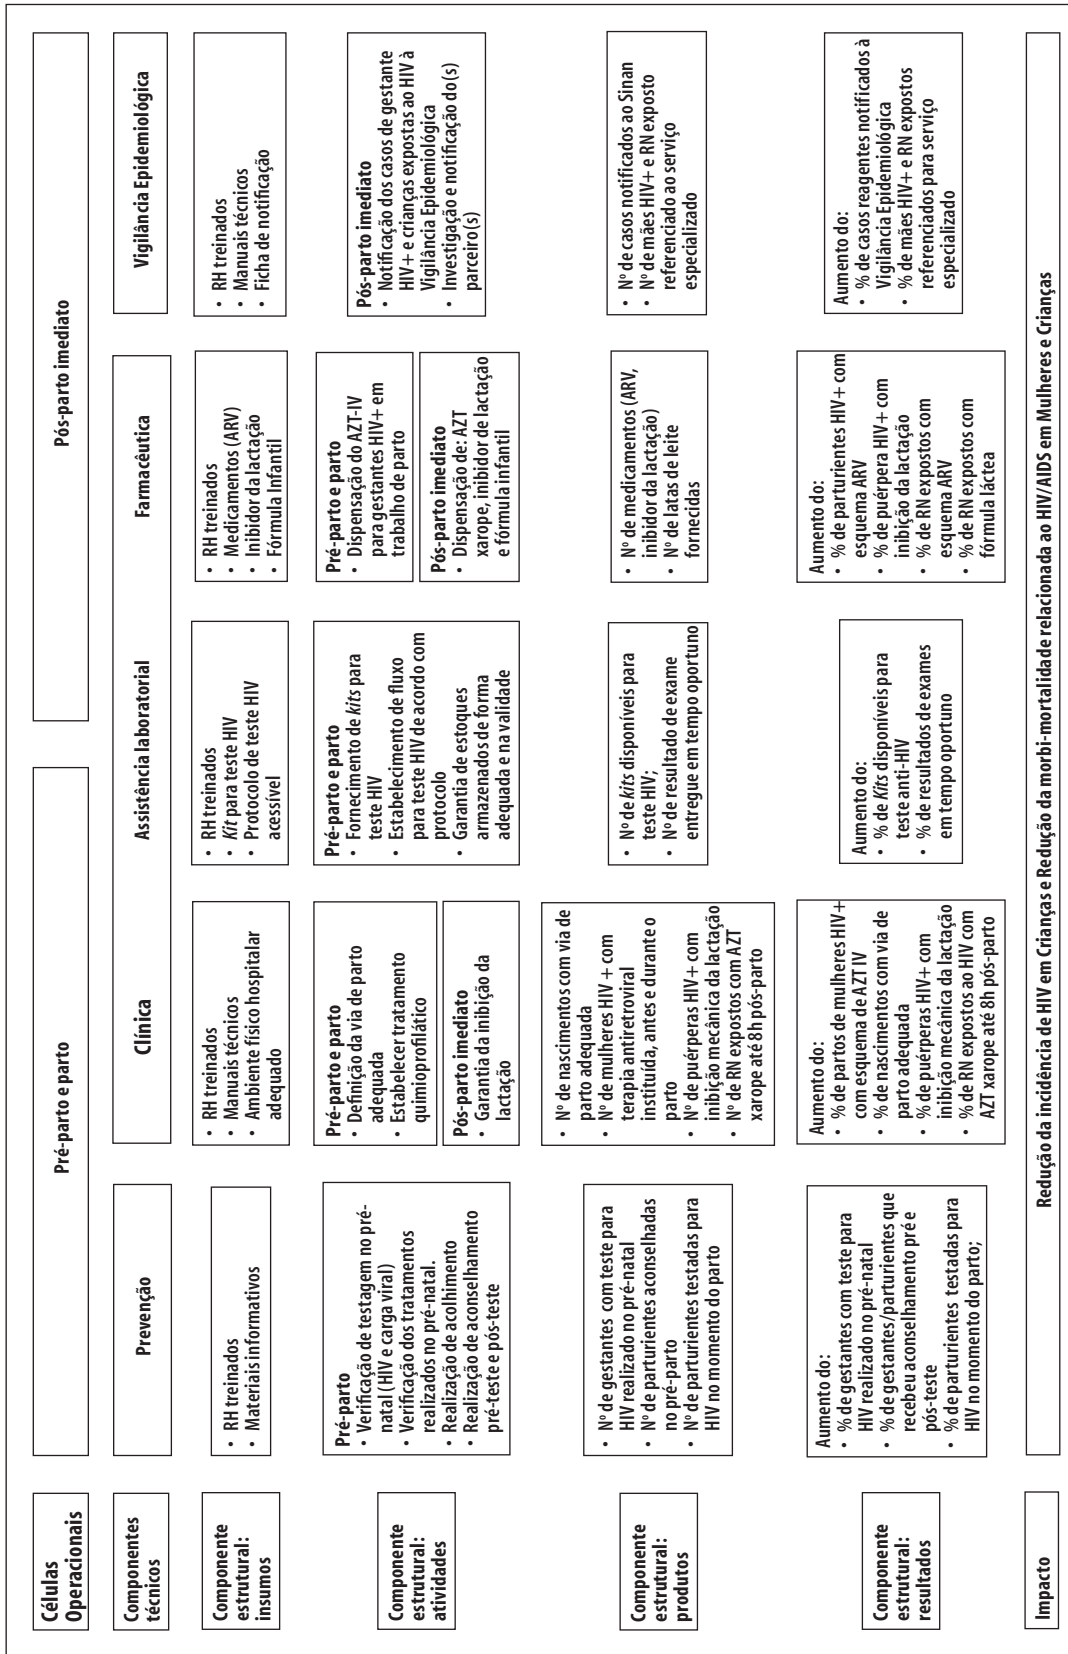 Células
Operacionais
Pré-parto e parto
Pós-parto imediato
Componentes
técnicos
Prevenção
Clínica
Assistência laboratorial
Farmacêutica
Vigilância Epidemiológica
Componente
estrutural:
insumos
• RH treinados
• Materiais informativos
• RH treinados
• Manuais técnicos
• Ambiente físico hospitalar
adequado
• RH treinados
• Kit para teste HIV
• Protocolo de teste HIV
acessível
• RH treinados
• Medicamentos (ARV)
• Inibidor da lactação
• Fórmula Infantil
• RH treinados
• Manuais técnicos
• Ficha de notificação
Componente
estrutural:
atividades
Pré-parto
• Verificação de testagem no pré-
natal (HIV e carga viral)
• Verificação dos tratamentos
realizados no pré-natal.
• Realização de acolhimento
• Realização de aconselhamento
pré-teste e pós-teste
Pré-parto e parto
• Definição da via de parto
adequada
• Estabelecer tratamento
quimioprofilático
Pós-parto imediato
• Garantia da inibição da
lactação
Pré-parto e parto
• Fornecimento de kits para
teste HIV
• Estabelecimento de fluxo
para teste HIV de acordo com
protocolo
• Garantia de estoques
armazenados de forma
adequada e na validade
Pré-parto e parto
• Dispensação do AZT-IV
para gestantes HIV+ em
trabalho de parto
Pós-parto imediato
• Dispensação de: AZT
xarope, inibidor de lactação
e fórmula infantil
Pós-parto imediato
• Notificação dos casos de gestante
HIV+ e crianças expostas ao HIV à
Vigilância Epidemiológica
• Investigação e notificação do(s)
parceiro(s)
Componente
estrutural:
produtos
• Nº de gestantes com teste para
HIV realizado no pré-natal
• Nº de parturientes aconselhadas
no pré-parto
• Nº de parturientes testadas para
HIV no momento do parto
• Nº de nascimentos com via de
parto adequada
• Nº de mulheres HIV + com
terapia antiretroviral
instituída, antes e durante o
parto
• Nº de puérperas HIV+ com
inibição mecânica da lactação
• Nº de RN expostos com AZT
xarope até 8h pós-parto
• Nº de Kits disponíveis para
teste HIV;
• Nº de resultado de exame
entregue em tempo oportuno
• Nº de medicamentos (ARV,
inibidor da lactação)
• Nº de latas de leite
fornecidas
• Nº de casos notificados ao Sinan
• Nº de mães HIV+ e RN exposto
referenciado ao serviço
especializado
Componente
estrutural:
resultados
Aumento do:
• % de gestantes com teste para
HIV realizado no pré-natal
• % de gestantes/parturientes que
recebeu aconselhamento pré e
pós-teste
• % de parturientes testadas para
HIV no momento do parto;
Aumento do:
• % de partos de mulheres HIV+
com esquema de AZT IV
• % de nascimentos com via de
parto adequada
• % de puérperas HIV+ com
inibição mecânica da lactação
• % de RN expostos ao HIV com
AZT xarope até 8h pós-parto
Aumento do:
• % de Kits disponíveis para
teste anti-HIV
• % de resultados de exames
em tempo oportuno
Aumento do:
• % de parturientes HIV+ com
esquema ARV
• % de puérpera HIV+ com
inibição da lactação
• % de RN expostos com
esquema ARV
• % de RN expostos com
fórmula láctea
Aumento do:
• % de casos reagentes notificados à
Vigilância Epidemiológica
• % de mães HIV+ e RN expostos
referenciados para serviço
especializado
Impacto
Redução da incidência de HIV em Crianças e Redução da morbi-mortalidade relacionada ao HIV/AIDS em Mulheres e Crianças